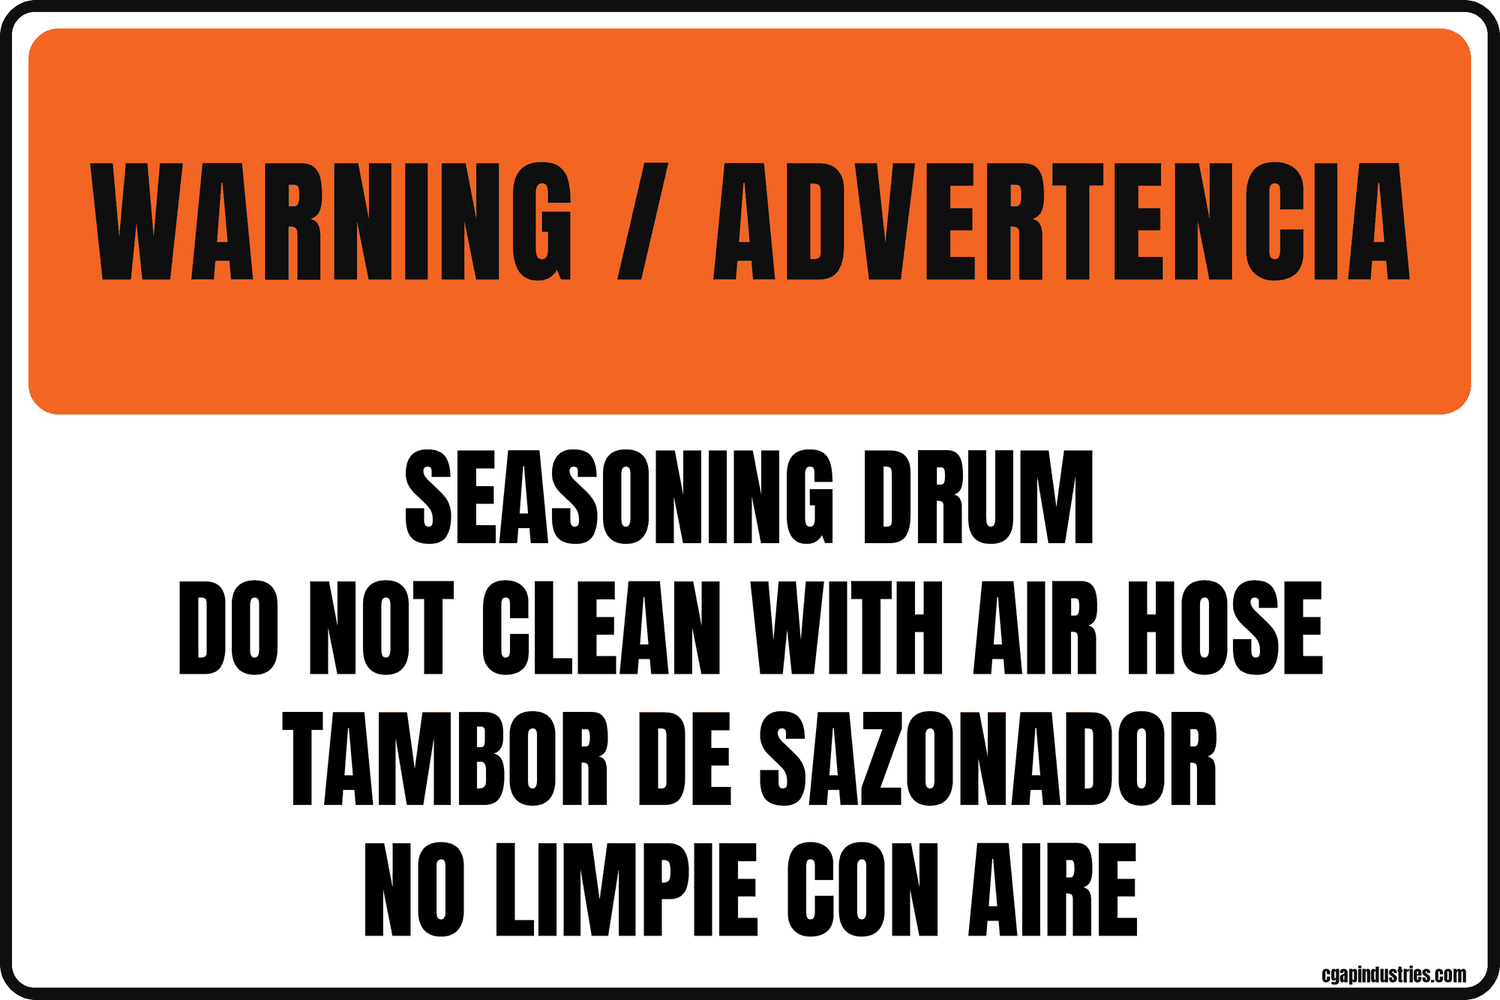 WARNING / ADVERTENCIA
SEASONING DRUM
DO NOT CLEAN WITH AIR HOSE
TAMBOR DE SAZONADOR
NO LIMPIE CON AIRE
cgapindustries.com